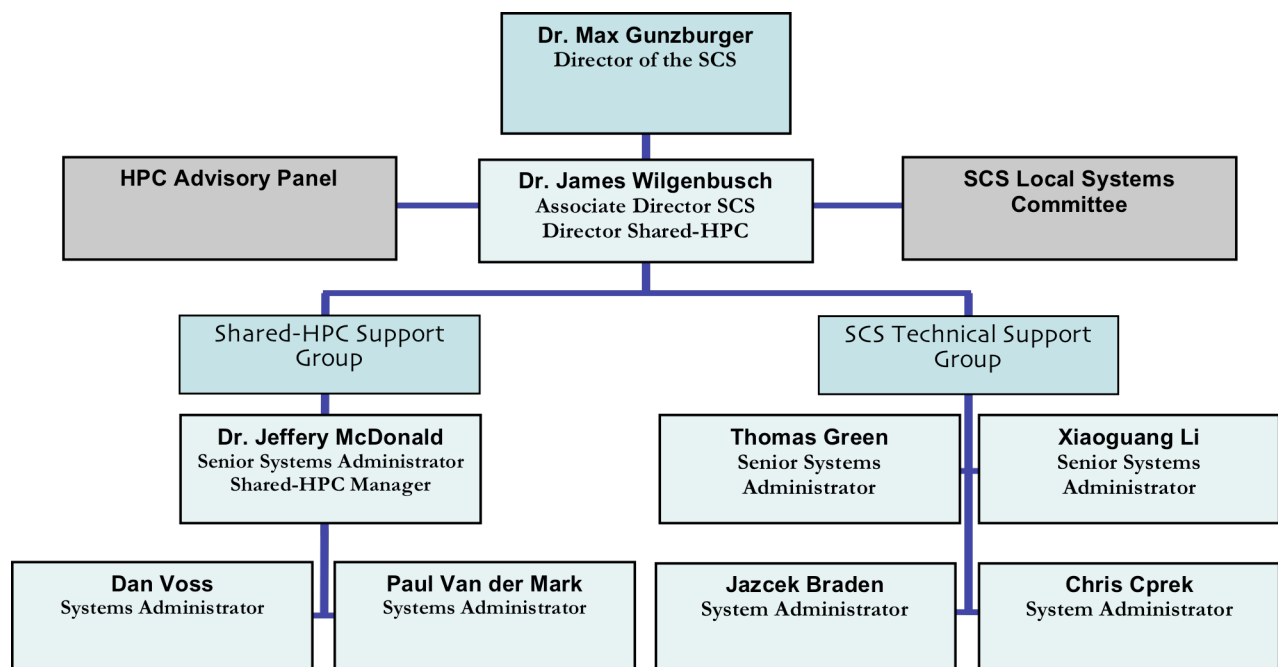 Dr. Max Gunzburger
Director of the SCS
HPC Advisory Panel
Dr. James Wilgenbusch
Associate Director SCS
Director Shared-HPC
SCS Local Systems
Committee
Shared-HPC Support
Group
SCS Technical Support
Group
Dr. Jeffery McDonald
Senior Systems Administrator
Shared-HPC Manager
Thomas Green
Senior Systems
Administrator
Xiaoguang Li
Senior Systems
Administrator
Dan Voss
Systems Administrator
Paul Van der Mark
Systems Administrator
Jazcek Braden
System Administrator
Chris Cprek
System Administrator